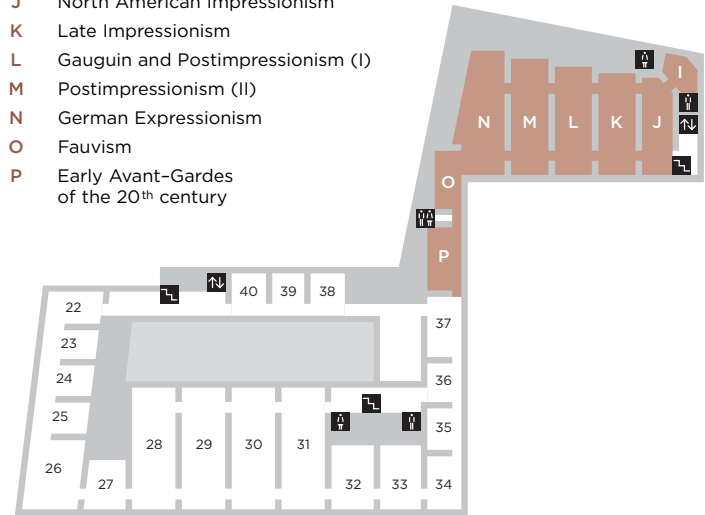 J North American Impressionism
K Late Impressionism
L Gauguin and Postimpressionism (I)
M Postimpressionism (II)
N German Expressionism
O Fauvism
P Early Avant–Gardes
of the 20th century
I
N M L K J
O
P
40 39 38
22
37
23
24
36
25
35
28 29 30 31
26
27
32 33 34